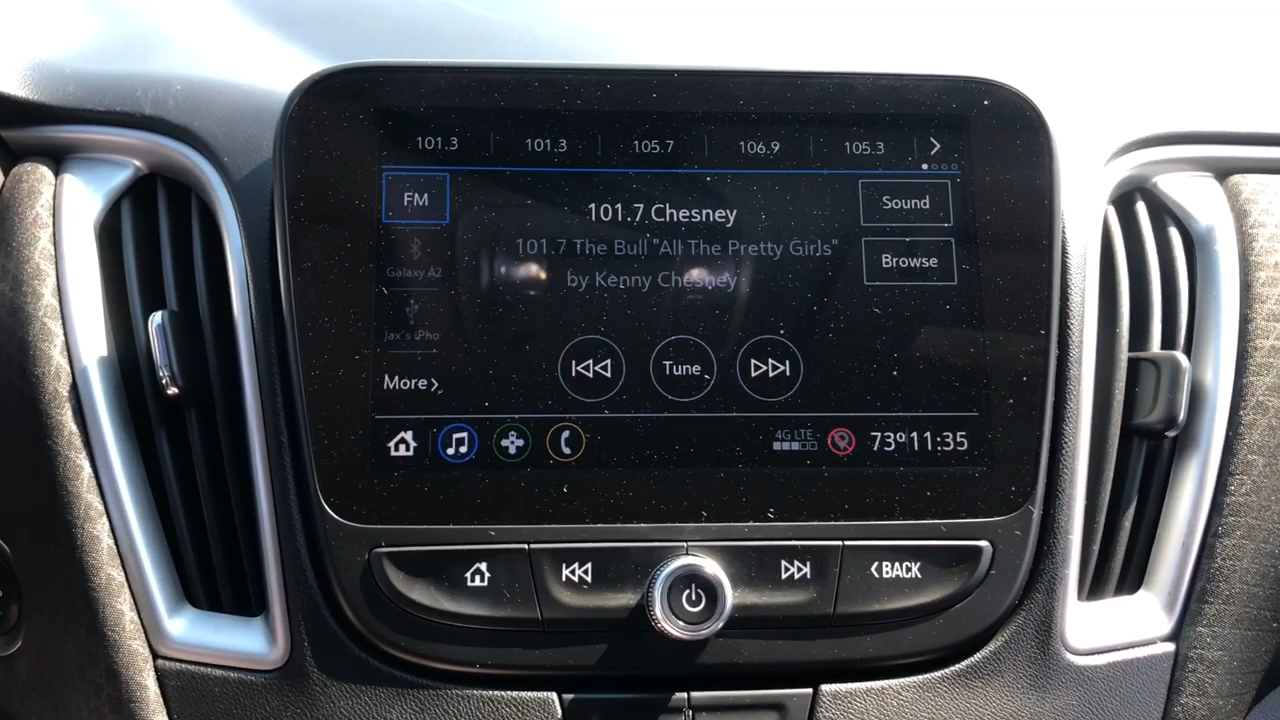 101.3 101.3 105.7 106.9 105.3
FM
101.7 Chesney
Sound
101.7 The Bull "All The Pretty Girls"
by Kenny Chesney
Browse
Galaxy A2
Jax's iPho
More
Tune
4G LTE
73° 11:35
BACK